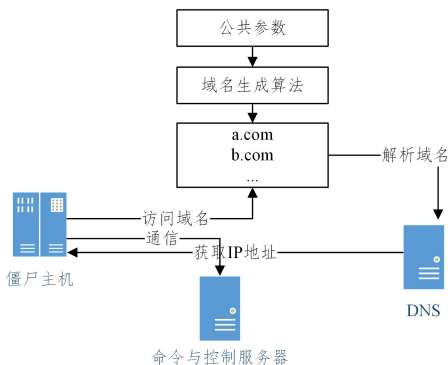 公共参数
域名生成算法
a.com
b.com
...
解析域名
访问域名
通信
获取IP地址
僵尸主机
DNS
命令与控制服务器